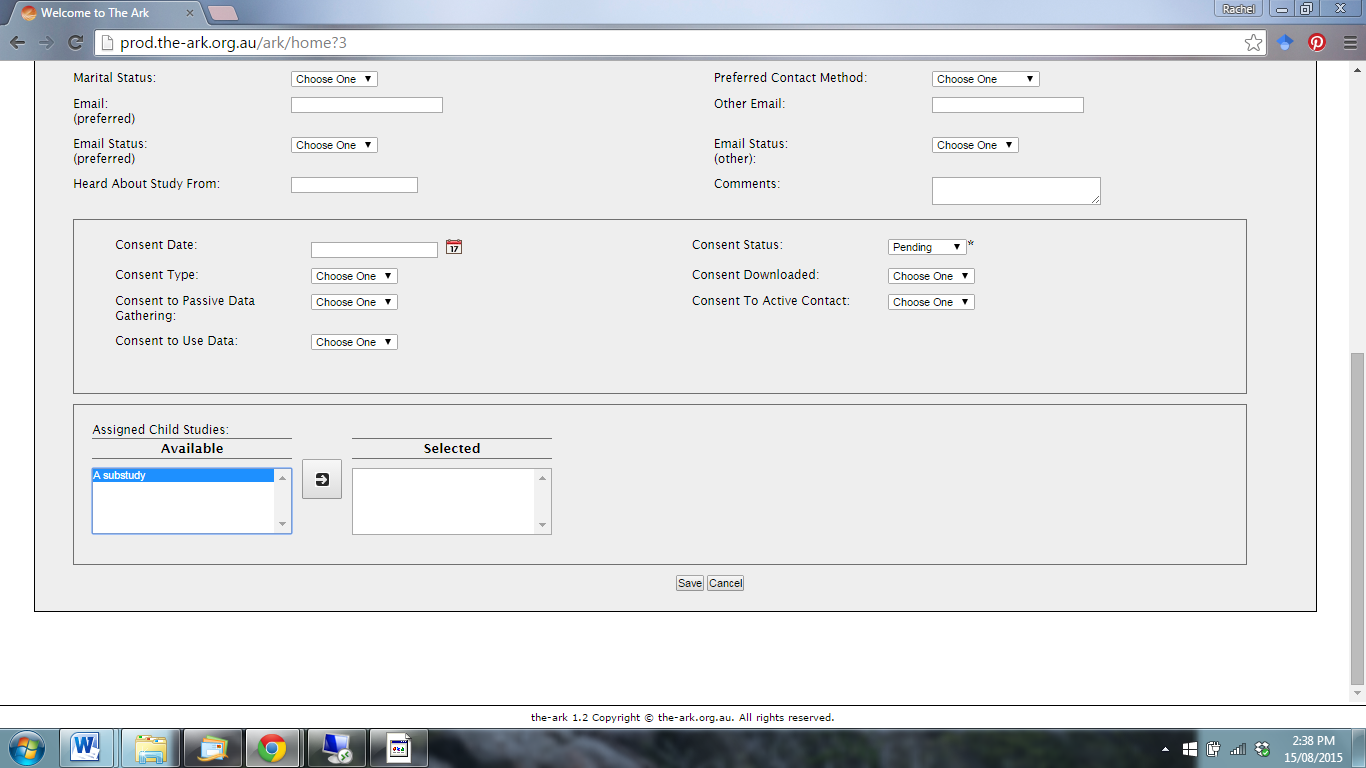 Welcome to The Ark
Rachel
prod.the-ark.org.au/ark/home?3
Marital Status: Choose One Preferred Contact Method: Choose One
Email: Other Email:
(preferred)
Email Status: Choose One Email Status: Choose One
(preferred) (other):
Heard About Study From: Comments:
Consent Date: 17 Consent Status: Pending *
Consent Type: Choose One Consent Downloaded: Choose One
Consent to Passive Data Choose One Consent To Active Contact: Choose One
Gathering:
Consent to Use Data: Choose One
Assigned Child Studies:
Available Selected
A substudy
Save Cancel
the-ark 1.2 Copyright © the-ark.org.au. All rights reserved.
2:38 PM
15/08/2015